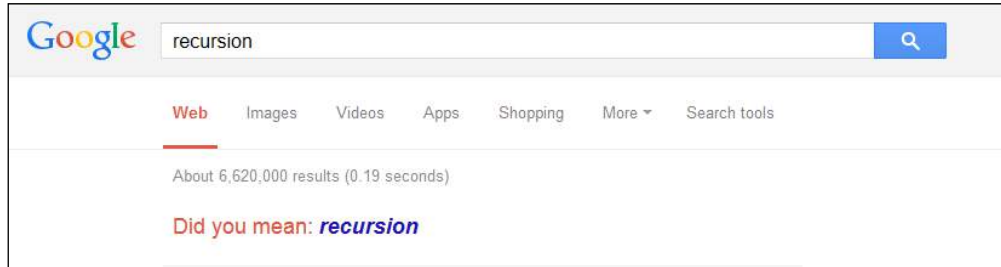 Google recursion
Web Images Videos Apps Shopping More Search tools
About 6,620,000 results (0.19 seconds)
Did you mean: recursion